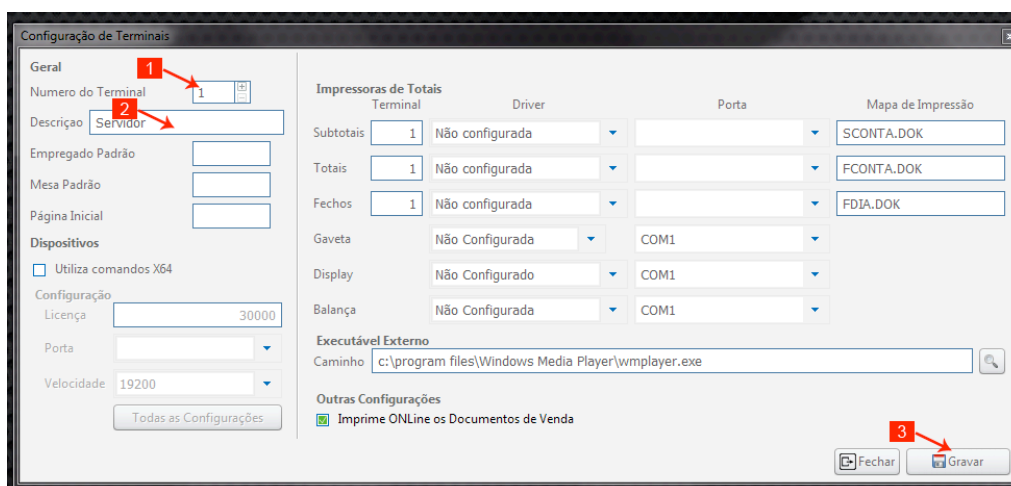 Configuração de Terminais
Geral
1
Numero do Terminal 1
2
Descriçao Servidor
Empregado Padrão
Mesa Padrão
Página Inicial
Dispositivos
Utiliza comandos X64
Configuração
Licença 30000
Porta
Velocidade 19200
Todas as Configurações
Impressoras de Totais
Terminal Driver Porta Mapa de Impressão
Subtotais 1 Não configurada SCONTA.DOK
Totais 1 Não configurada FCONTA.DOK
Fechos 1 Não configurada FDIA.DOK
Gaveta Não Configurada COM1
Display Não Configurado COM1
Balança Não Configurada COM1
Executável Externo
Caminho c:\program files\Windows Media Player\wmplayer.exe
Outras Configurações
Imprime ONLine os Documentos de Venda
3
Fechar Gravar